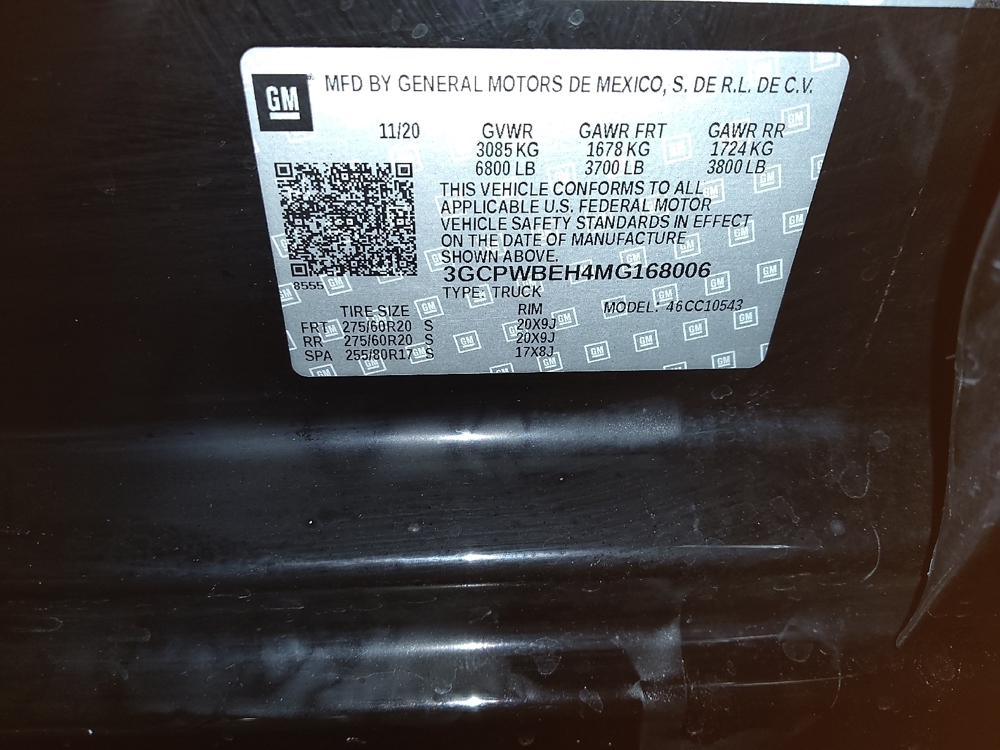 GM MFD BY GENERAL MOTORS DE MEXICO, S. DE R.L. DE C.V.
11/20 GVWR GAWR FRT GAWR RR
3085 KG 1678 KG 1724 KG
6800 LB 3700 LB 3800 LB
THIS VEHICLE CONFORMS TO ALL
APPLICABLE U.S. FEDERAL MOTOR
VEHICLE SAFETY STANDARDS IN EFFECT
ON THE DATE OF MANUFACTURE
SHOWN ABOVE.
8555
3GCPWBEH4MG168006
TYPE: TRUCK
TIRE SIZE RIM MODEL: 46CC10543
FRT 275/60R20 S 20X9J
RR 275/60R20 S 20X9J
SPA 255/80R17 S 17X8J